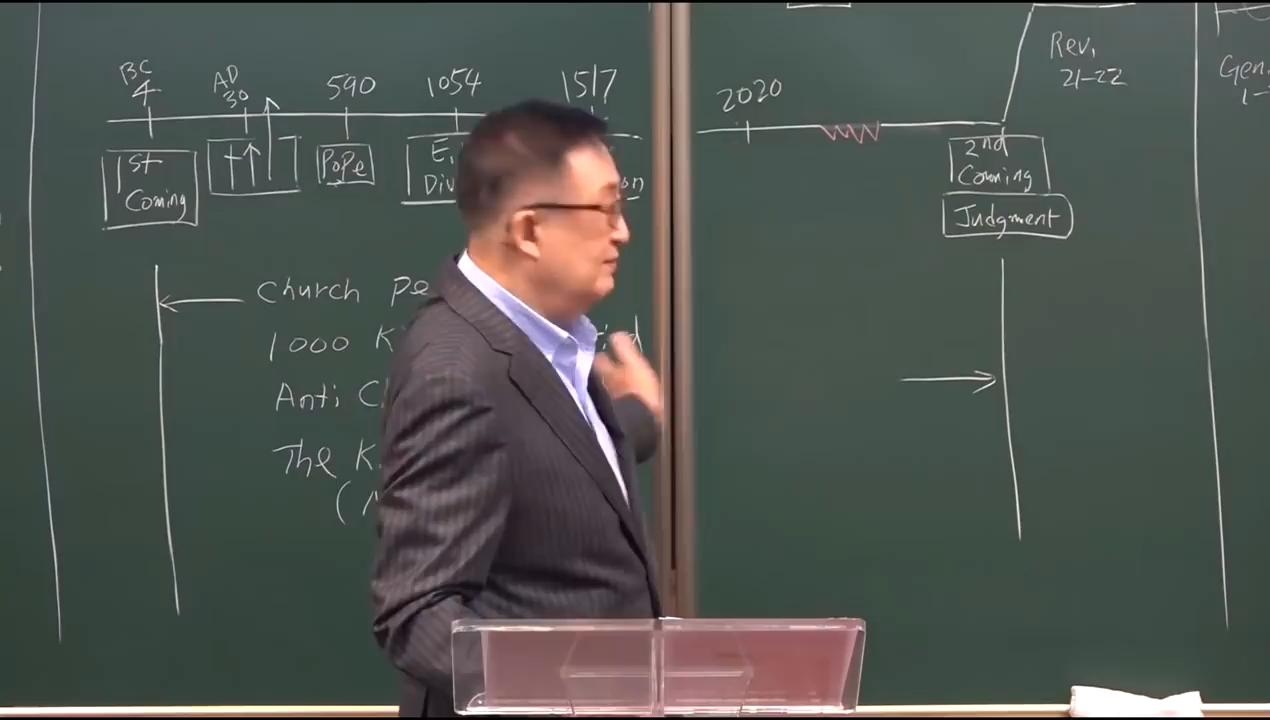 BC
4
AD
30
590
1054
1517
2020
Rev.
21-22
Gen.
1st
Coming
Pope
2nd
Coming
Judgment
Church
1000
Anti
The